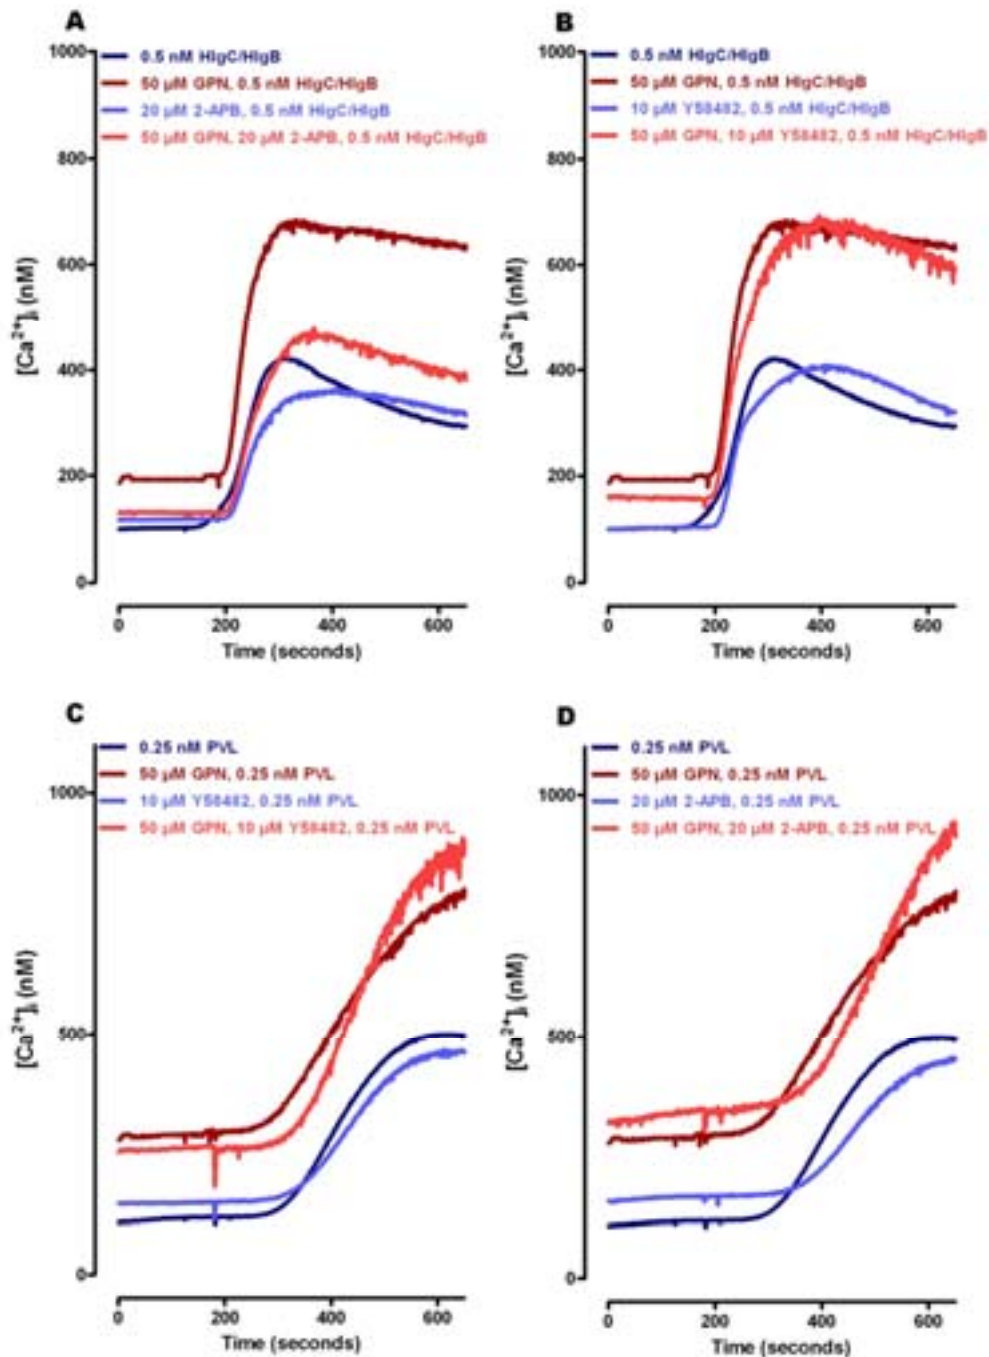 A
1000
0.5 nM HlgC/HlgB
50 µM GPN, 0.5 nM HlgC/HlgB
20 µM 2-APB, 0.5 nM HlgC/HlgB
50 µM GPN, 20 µM 2-APB, 0.5 nM HlgC/HlgB
800
600
400
200
0
[Ca²⁺]ᵢ (nM)
0 200 400 600
Time (seconds)
B
1000
0.5 nM HlgC/HlgB
50 µM GPN, 0.5 nM HlgC/HlgB
10 µM Y58482, 0.5 nM HlgC/HlgB
50 µM GPN, 10 µM Y58482, 0.5 nM HlgC/HlgB
800
600
400
200
0
[Ca²⁺]ᵢ (nM)
0 200 400 600
Time (seconds)
C
0.25 nM PVL
50 µM GPN, 0.25 nM PVL
10 µM Y58482, 0.25 nM PVL
50 µM GPN, 10 µM Y58482, 0.25 nM PVL
1000
500
0
[Ca²⁺]ᵢ (nM)
0 200 400 600
Time (seconds)
D
0.25 nM PVL
50 µM GPN, 0.25 nM PVL
20 µM 2-APB, 0.25 nM PVL
50 µM GPN, 20 µM 2-APB, 0.25 nM PVL
1000
500
0
[Ca²⁺]ᵢ (nM)
0 200 400 600
Time (seconds)